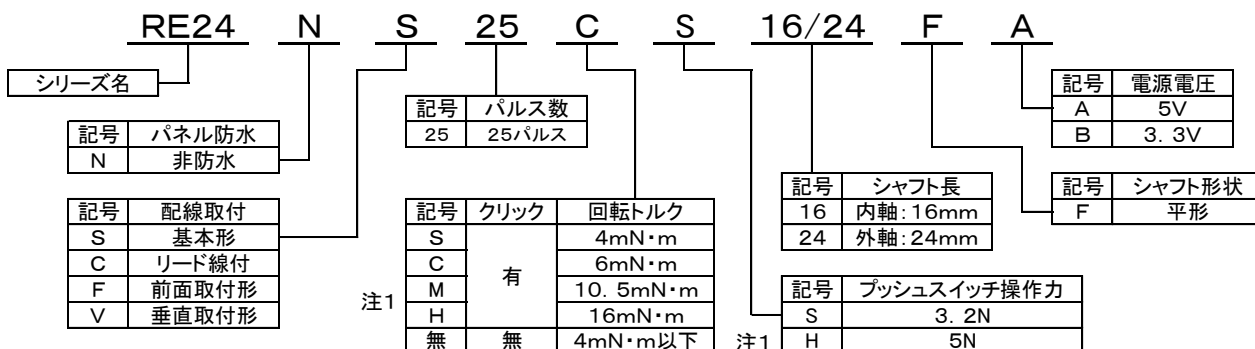 RE24 N S 25 C S 16/24 F A
シリーズ名
記号 パネル防水
N 非防水
記号 配線取付
S 基本形
C リード線付
F 前面取付形
V 垂直取付形
記号 パルス数
25 25パルス
注1
記号 クリック 回転トルク
S 有 4mN・m
C 6mN・m
M 10.5mN・m
H 16mN・m
無 無 4mN・m以下
記号 電源電圧
A 5V
B 3.3V
記号 シャフト長
16 内軸:16mm
24 外軸:24mm
記号 シャフト形状
F 平形
注1
記号 プッシュスイッチ操作力
S 3.2N
H 5N